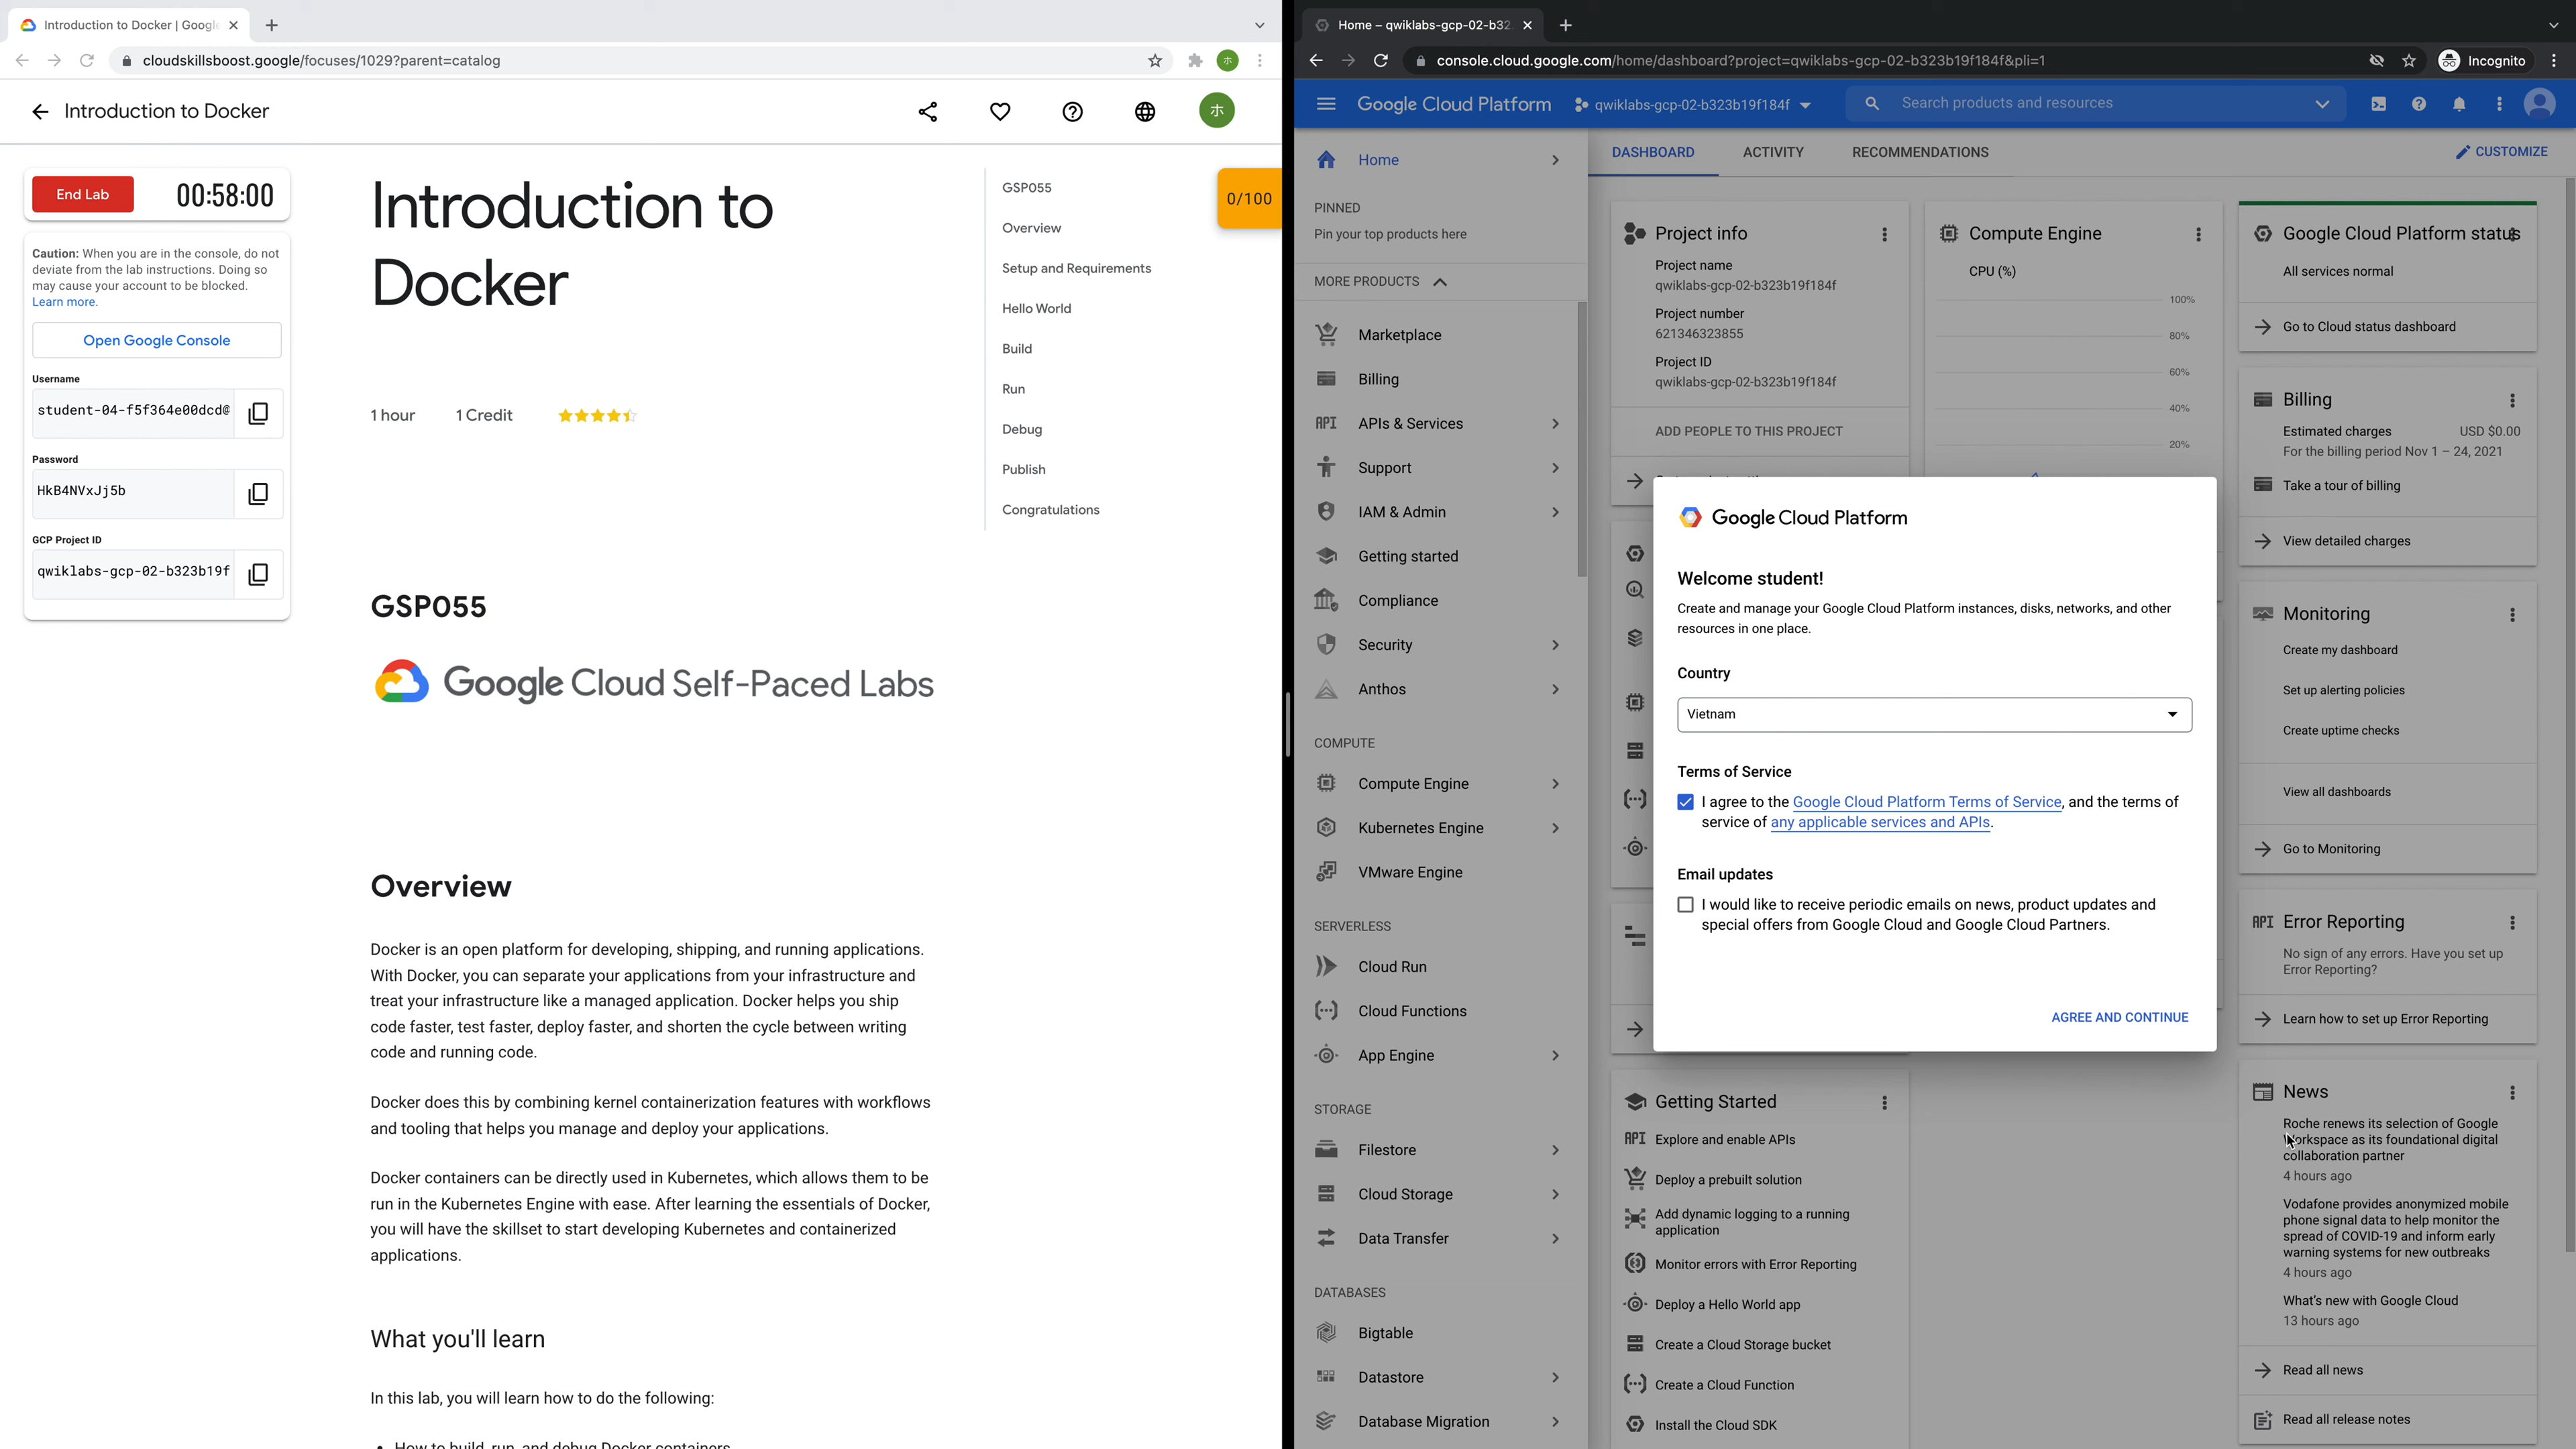 Introduction to Docker | Google
cloudskillsboost.google/focuses/1029?parent=catalog
ホ
Introduction to Docker
ホ
End Lab
00:58:00
Caution: When you are in the console, do not
deviate from the lab instructions. Doing so
may cause your account to be blocked.
Learn more.
Open Google Console
Username
student-04-f5f364e00dcd@
Password
HkB4NVxJj5b
GCP Project ID
qwiklabs-gcp-02-b323b19f
Introduction to
Docker
1 hour
1 Credit
GSP055
Overview
Setup and Requirements
Hello World
Build
Run
Debug
Publish
Congratulations
0/100
GSP055
Google Cloud Self-Paced Labs
Overview
Docker is an open platform for developing, shipping, and running applications.
With Docker, you can separate your applications from your infrastructure and
treat your infrastructure like a managed application. Docker helps you ship
code faster, test faster, deploy faster, and shorten the cycle between writing
code and running code.
Docker does this by combining kernel containerization features with workflows
and tooling that helps you manage and deploy your applications.
Docker containers can be directly used in Kubernetes, which allows them to be
run in the Kubernetes Engine with ease. After learning the essentials of Docker,
you will have the skillset to start developing Kubernetes and containerized
applications.
What you'll learn
In this lab, you will learn how to do the following:
• How to build, run, and debug Docker containers
Home – qwiklabs-gcp-02-b32
console.cloud.google.com/home/dashboard?project=qwiklabs-gcp-02-b323b19f184f&pli=1
Incognito
Google Cloud Platform
qwiklabs-gcp-02-b323b19f184f
Search products and resources
Home
PINNED
Pin your top products here
MORE PRODUCTS
Marketplace
Billing
API APIs & Services
Support
IAM & Admin
Getting started
Compliance
Security
Anthos
COMPUTE
Compute Engine
Kubernetes Engine
VMware Engine
SERVERLESS
Cloud Run
Cloud Functions
App Engine
STORAGE
Filestore
Cloud Storage
Data Transfer
DATABASES
Bigtable
Datastore
Database Migration
DASHBOARD
ACTIVITY
RECOMMENDATIONS
CUSTOMIZE
Project info
Project name
qwiklabs-gcp-02-b323b19f184f
Project number
621346323855
Project ID
qwiklabs-gcp-02-b323b19f184f
ADD PEOPLE TO THIS PROJECT
Compute Engine
CPU (%)
100%
80%
60%
40%
20%
Google Cloud Platform status
All services normal
Go to Cloud status dashboard
Billing
Estimated charges USD $0.00
For the billing period Nov 1 – 24, 2021
Take a tour of billing
View detailed charges
Monitoring
Create my dashboard
Set up alerting policies
Create uptime checks
View all dashboards
Go to Monitoring
API Error Reporting
No sign of any errors. Have you set up
Error Reporting?
Learn how to set up Error Reporting
News
Roche renews its selection of Google
Workspace as its foundational digital
collaboration partner
4 hours ago
Vodafone provides anonymized mobile
phone signal data to help monitor the
spread of COVID-19 and inform early
warning systems for new outbreaks
4 hours ago
What's new with Google Cloud
13 hours ago
Read all news
Read all release notes
Google Cloud Platform
Welcome student!
Create and manage your Google Cloud Platform instances, disks, networks, and other
resources in one place.
Country
Vietnam
Terms of Service
I agree to the Google Cloud Platform Terms of Service, and the terms of
service of any applicable services and APIs.
Email updates
I would like to receive periodic emails on news, product updates and
special offers from Google Cloud and Google Cloud Partners.
AGREE AND CONTINUE
Getting Started
API Explore and enable APIs
Deploy a prebuilt solution
Add dynamic logging to a running
application
Monitor errors with Error Reporting
Deploy a Hello World app
Create a Cloud Storage bucket
Create a Cloud Function
Install the Cloud SDK